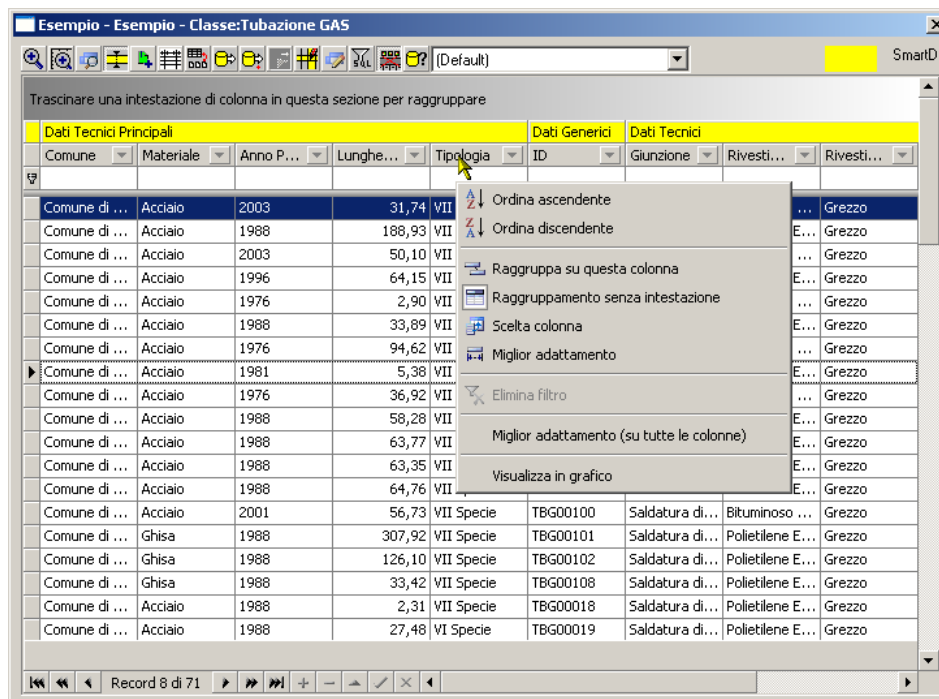 Esempio - Esempio - Classe:Tubazione GAS
(Default)
SmartD
Trascinare una intestazione di colonna in questa sezione per raggruppare
Dati Tecnici Principali Dati Generici Dati Tecnici
Comune Materiale Anno P... Lunghe... Tipologia ID Giunzione Rivesti... Rivesti...
Comune di ... Acciaio 2003 31,74 VII ... Grezzo
Comune di ... Acciaio 1988 188,93 VII E... Grezzo
Comune di ... Acciaio 2003 50,10 VII ... Grezzo
Comune di ... Acciaio 1996 64,15 VII E... Grezzo
Comune di ... Acciaio 1976 2,90 VII ... Grezzo
Comune di ... Acciaio 1988 33,89 VII E... Grezzo
Comune di ... Acciaio 1976 94,62 VII ... Grezzo
Comune di ... Acciaio 1981 5,38 VII E... Grezzo
Comune di ... Acciaio 1976 36,92 VII ... Grezzo
Comune di ... Acciaio 1988 58,28 VII E... Grezzo
Comune di ... Acciaio 1988 63,77 VII E... Grezzo
Comune di ... Acciaio 1988 63,35 VII E... Grezzo
Comune di ... Acciaio 1988 64,76 VII E... Grezzo
Comune di ... Acciaio 2001 56,73 VII Specie TBG00100 Saldatura di... Bituminoso ... Grezzo
Comune di ... Ghisa 1988 307,92 VII Specie TBG00101 Saldatura di... Polietilene E... Grezzo
Comune di ... Ghisa 1988 126,10 VII Specie TBG00102 Saldatura di... Polietilene E... Grezzo
Comune di ... Ghisa 1988 33,42 VII Specie TBG00108 Saldatura di... Polietilene E... Grezzo
Comune di ... Acciaio 1988 2,31 VII Specie TBG00018 Saldatura di... Polietilene E... Grezzo
Comune di ... Acciaio 1988 27,48 VI Specie TBG00019 Saldatura di... Polietilene E... Grezzo
Ordina ascendente
Ordina discendente
Raggruppa su questa colonna
Raggruppamento senza intestazione
Scelta colonna
Miglior adattamento
Elimina filtro
Miglior adattamento (su tutte le colonne)
Visualizza in grafico
Record 8 di 71